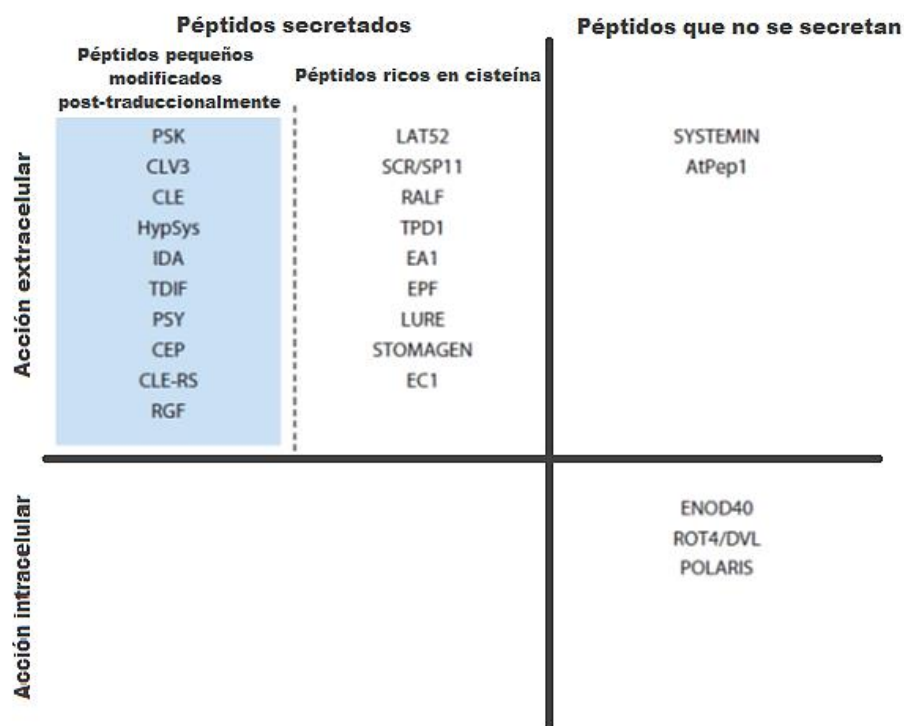 Péptidos secretados
Péptidos que no se secretan
Péptidos pequeños
modificados
post-traduccionalmente
Péptidos ricos en cisteína
Acción extracelular
PSK
CLV3
CLE
HypSys
IDA
TDIF
PSY
CEP
CLE-RS
RGF
LAT52
SCR/SP11
RALF
TPD1
EA1
EPF
LURE
STOMAGEN
EC1
SYSTEMIN
AtPep1
Acción intracelular
ENOD40
ROT4/DVL
POLARIS